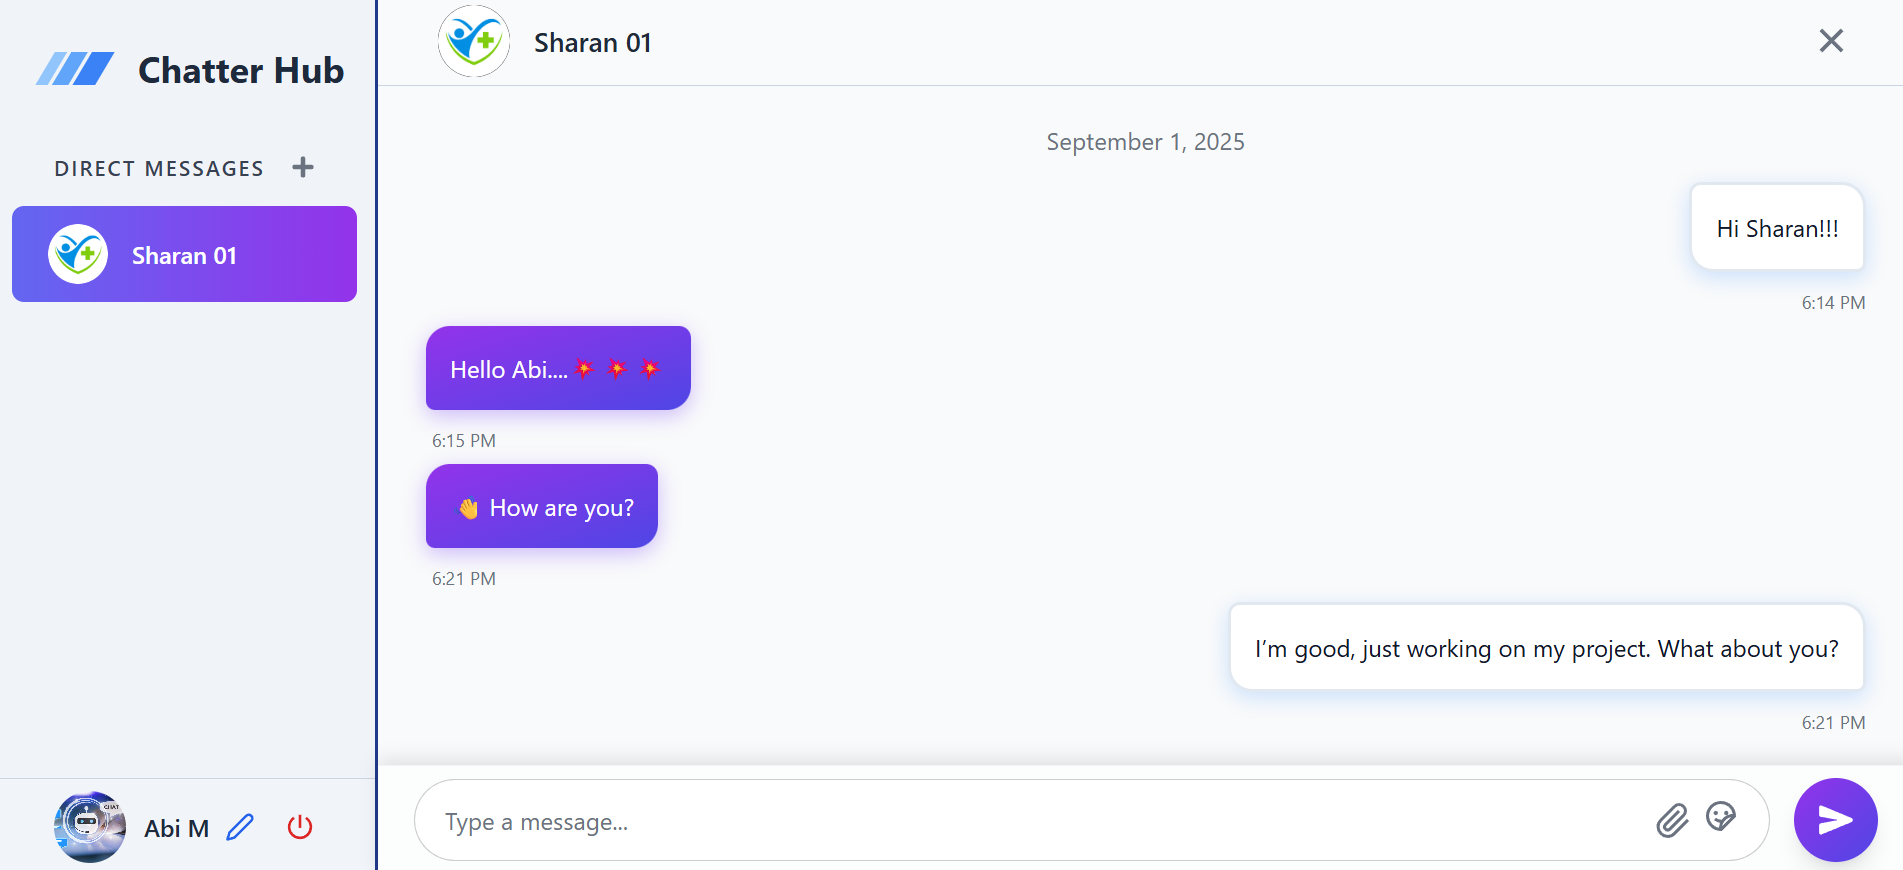 Chatter Hub
DIRECT MESSAGES
Sharan 01
Abi M
CHAT
Sharan 01
September 1, 2025
Hi Sharan!!!
6:14 PM
Hello Abi....💥 💥 💥
6:15 PM
👋 How are you?
6:21 PM
I’m good, just working on my project. What about you?
6:21 PM
Type a message...